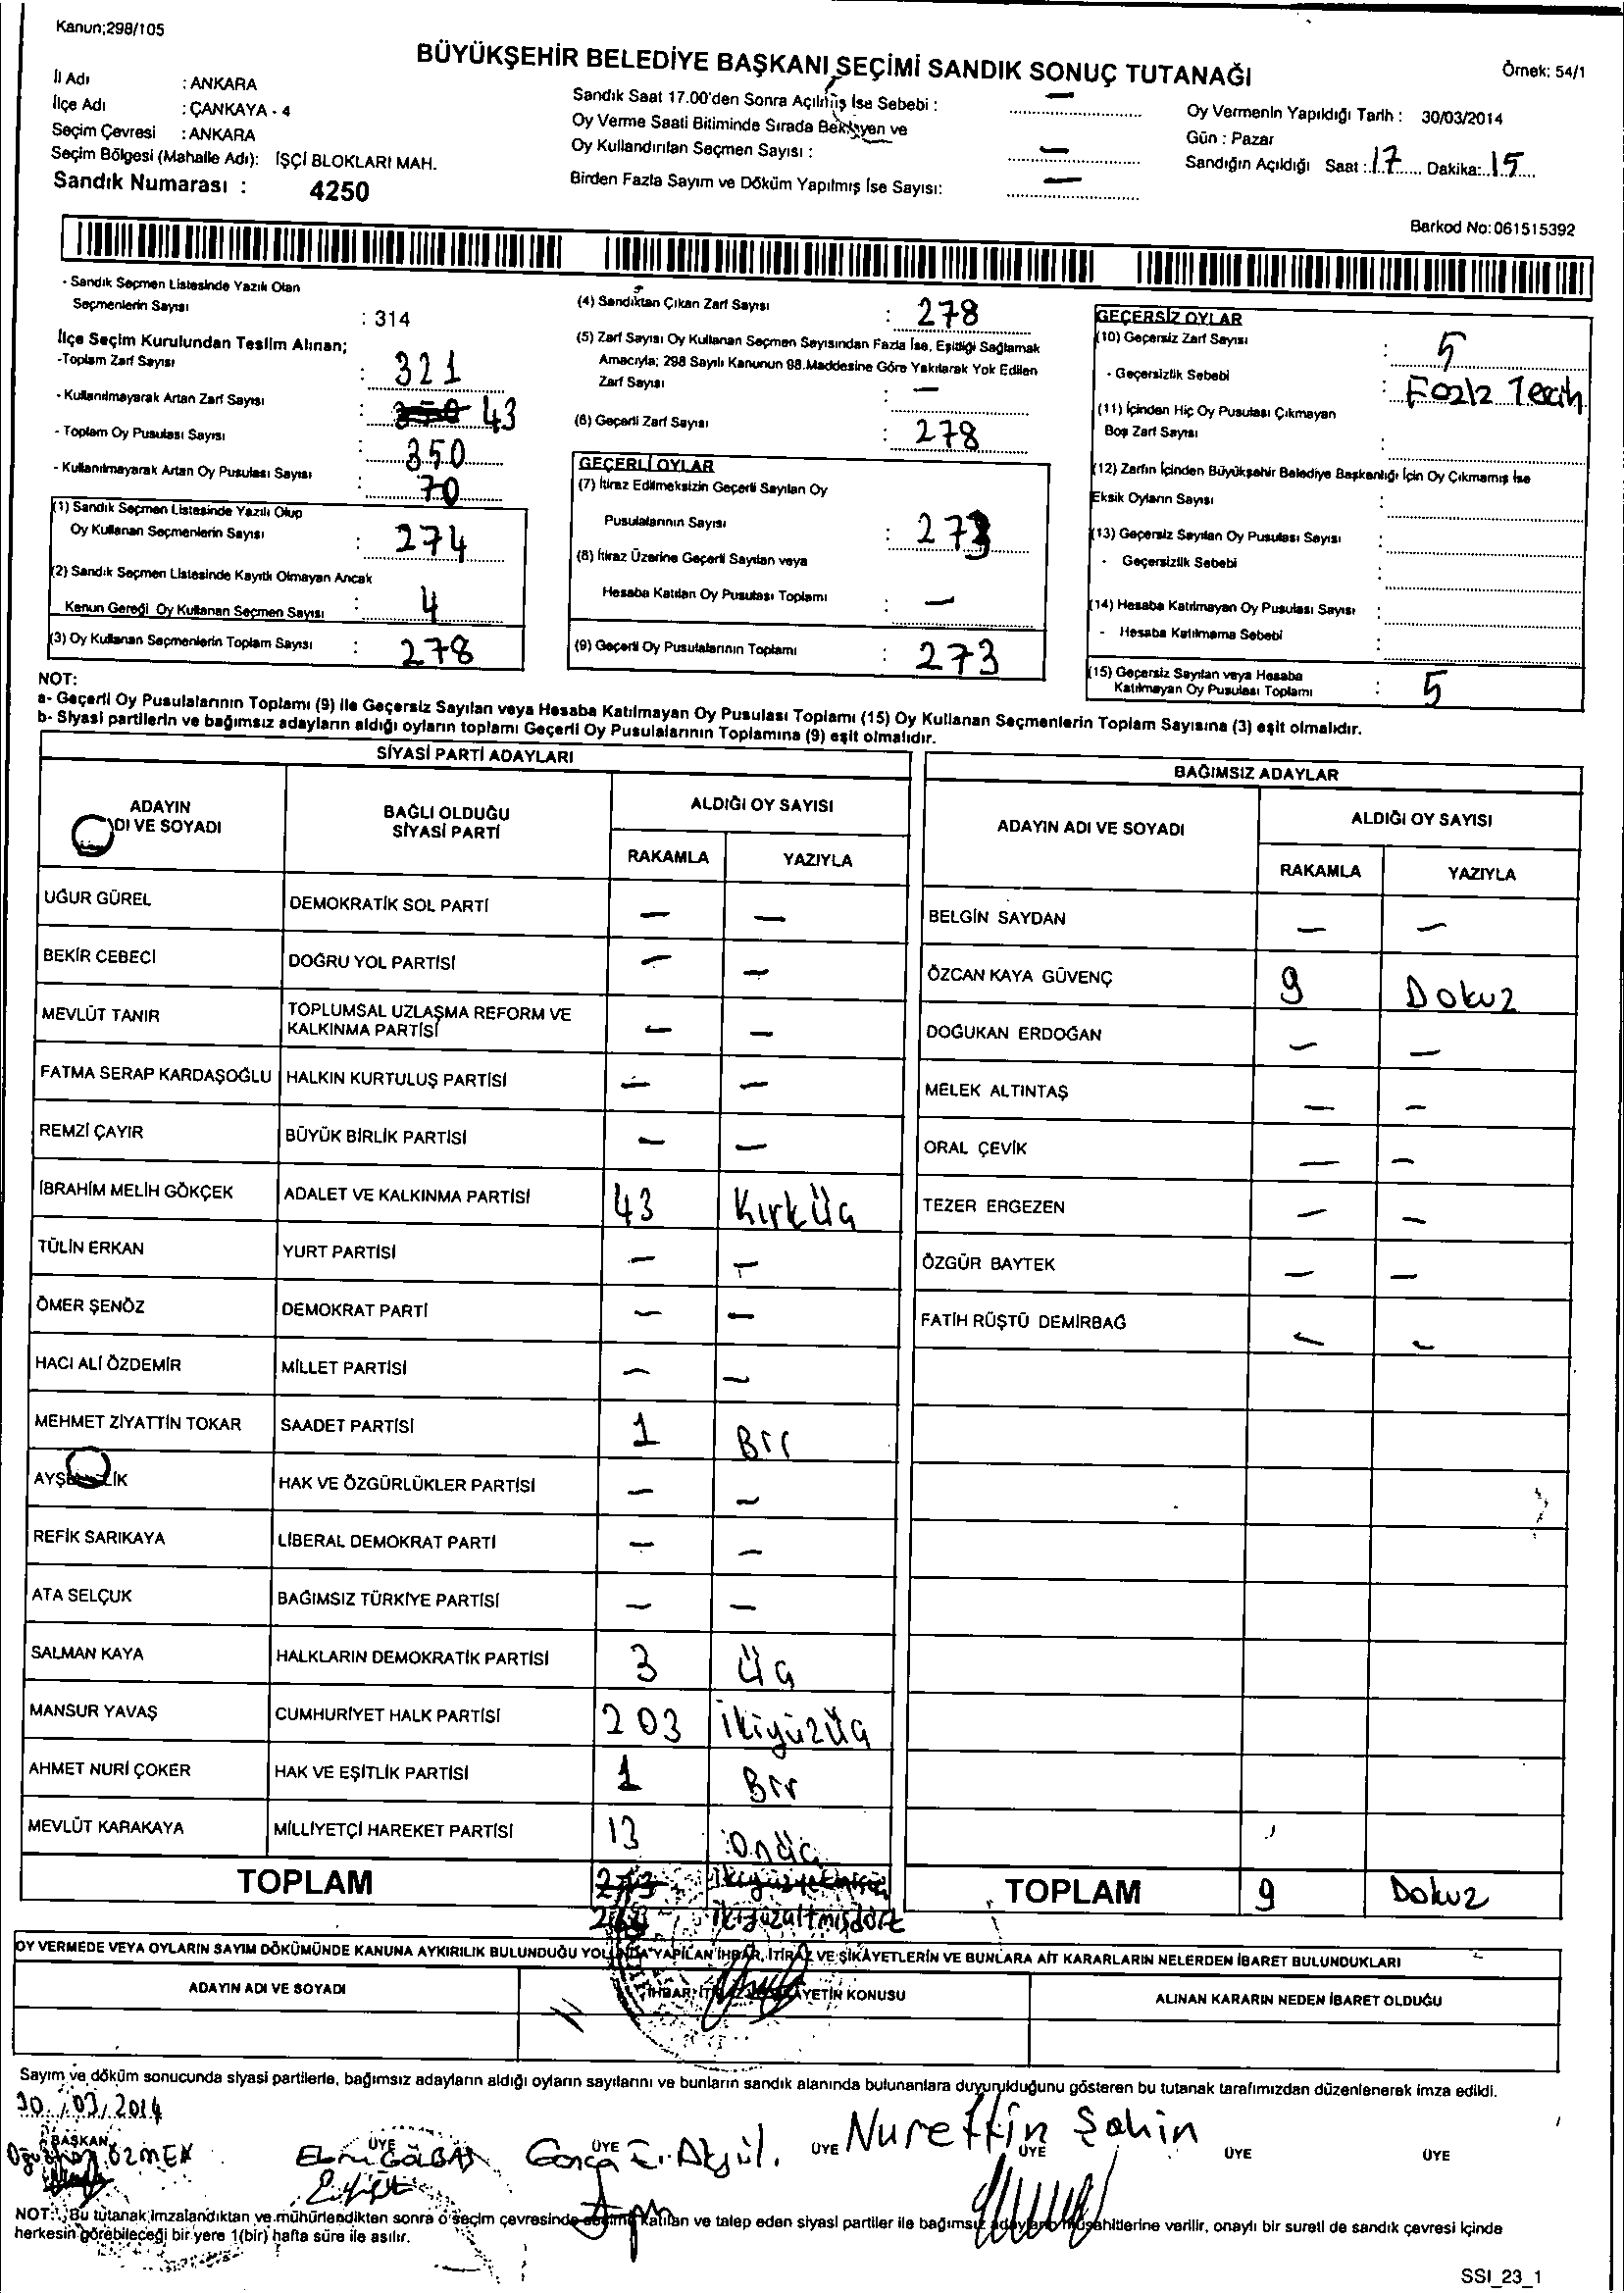 Kanun;298/105
BÜYÜKŞEHİR BELEDİYE BAŞKANI SEÇİMİ SANDIK SONUÇ TUTANAĞI
Örnek: 54/1
İl Adı : ANKARA
İlçe Adı : ÇANKAYA - 4
Seçim Çevresi : ANKARA
Seçim Bölgesi (Mahalle Adı): İŞÇİ BLOKLARI MAH.
Sandık Numarası : 4250
Sandık Saat 17.00'den Sonra Açılmış İse Sebebi : —
Oy Verme Saati Bitiminde Sırada Bekleyen ve
Oy Kullandırılan Seçmen Sayısı : —
Birden Fazla Sayım ve Döküm Yapılmış İse Sayısı: —
Oy Vermenin Yapıldığı Tarih : 30/03/2014
Gün : Pazar
Sandığın Açıldığı Saat : 17 Dakika: 15
Barkod No: 061515392
- Sandık Seçmen Listesinde Yazılı Olan
Seçmenlerin Sayısı : 314
İlçe Seçim Kurulundan Teslim Alınan;
-Toplam Zarf Sayısı : 321
- Kullanılmayarak Artan Zarf Sayısı : 43
- Toplam Oy Pusulası Sayısı : 350
- Kullanılmayarak Artan Oy Pusulası Sayısı : 70
(1) Sandık Seçmen Listesinde Yazılı Olup
Oy Kullanan Seçmenlerin Sayısı : 274
(2) Sandık Seçmen Listesinde Kayıtlı Olmayan Ancak
Kanun Gereği Oy Kullanan Seçmen Sayısı : 4
(3) Oy Kullanan Seçmenlerin Toplam Sayısı : 278
(4) Sandıktan Çıkan Zarf Sayısı : 278
(5) Zarf Sayısı Oy Kullanan Seçmen Sayısından Fazla İse, Eşitliği Sağlamak
Amacıyla; 298 Sayılı Kanunun 98.Maddesine Göre Yakılarak Yok Edilen
Zarf Sayısı : —
(6) Geçerli Zarf Sayısı : 278
GEÇERLİ OYLAR
(7) İtiraz Edilmeksizin Geçerli Sayılan Oy
Pusulalarının Sayısı : 273
(8) İtiraz Üzerine Geçerli Sayılan veya
Hesaba Katılan Oy Pusulası Toplamı : —
(9) Geçerli Oy Pusulalarının Toplamı : 273
GEÇERSİZ OYLAR
(10) Geçersiz Zarf Sayısı : 5
- Geçersizlik Sebebi :
(11) İçinden Hiç Oy Pusulası Çıkmayan
Boş Zarf Sayısı :
(12) Zarfın İçinden Büyükşehir Belediye Başkanlığı İçin Oy Çıkmamış İse
Eksik Oyların Sayısı :
(13) Geçersiz Sayılan Oy Pusulası Sayısı :
- Geçersizlik Sebebi :
(14) Hesaba Katılmayan Oy Pusulası Sayısı :
- Hesaba Katılmama Sebebi :
(15) Geçersiz Sayılan veya Hesaba
Katılmayan Oy Pusulası Toplamı : 5
NOT:
a- Geçerli Oy Pusulalarının Toplamı (9) ile Geçersiz Sayılan veya Hesaba Katılmayan Oy Pusulası Toplamı (15) Oy Kullanan Seçmenlerin Toplam Sayısına (3) eşit olmalıdır.
b- Siyasi partilerin ve bağımsız adayların aldığı oyların toplamı Geçerli Oy Pusulalarının Toplamına (9) eşit olmalıdır.
SİYASİ PARTİ ADAYLARI
ADAYIN
DI VE SOYADI
BAĞLI OLDUĞU
SİYASİ PARTİ
ALDIĞI OY SAYISI
RAKAMLA YAZIYLA
UĞUR GÜREL DEMOKRATİK SOL PARTİ — —
BEKİR CEBECİ DOĞRU YOL PARTİSİ — —
MEVLÜT TANIR TOPLUMSAL UZLAŞMA REFORM VE
KALKINMA PARTİSİ — —
FATMA SERAP KARDAŞOĞLU HALKIN KURTULUŞ PARTİSİ — —
REMZİ ÇAYIR BÜYÜK BİRLİK PARTİSİ — —
İBRAHİM MELİH GÖKÇEK ADALET VE KALKINMA PARTİSİ 43 Kırküç
TÜLİN ERKAN YURT PARTİSİ — —
ÖMER ŞENÖZ DEMOKRAT PARTİ — —
HACI ALİ ÖZDEMİR MİLLET PARTİSİ — —
MEHMET ZİYATTİN TOKAR SAADET PARTİSİ 1 Bir
HAK VE ÖZGÜRLÜKLER PARTİSİ — —
REFİK SARIKAYA LİBERAL DEMOKRAT PARTİ — —
ATA SELÇUK BAĞIMSIZ TÜRKİYE PARTİSİ — —
SALMAN KAYA HALKLARIN DEMOKRATİK PARTİSİ 3 Üç
MANSUR YAVAŞ CUMHURİYET HALK PARTİSİ 203 İkiyüzüç
AHMET NURİ ÇOKER HAK VE EŞİTLİK PARTİSİ 1 Bir
MEVLÜT KARAKAYA MİLLİYETÇİ HAREKET PARTİSİ 13 Onüç
TOPLAM
ikiyüzaltmışdört
BAĞIMSIZ ADAYLAR
ADAYIN ADI VE SOYADI
ALDIĞI OY SAYISI
RAKAMLA YAZIYLA
BELGİN SAYDAN — —
ÖZCAN KAYA GÜVENÇ 9 Dokuz
DOĞUKAN ERDOĞAN — —
MELEK ALTINTAŞ — —
ORAL ÇEVİK — —
TEZER ERGEZEN — —
ÖZGÜR BAYTEK — —
FATİH RÜŞTÜ DEMİRBAĞ — —
TOPLAM 9 Dokuz
OY VERMEDE VEYA OYLARIN SAYIM DÖKÜMÜNDE KANUNA AYKIRILIK BULUNDUĞU YOLUNDA YAPILAN İHBAR, İTİRAZ VE ŞİKAYETLERİN VE BUNLARA AİT KARARLARIN NELERDEN İBARET BULUNDUKLARI
ADAYIN ADI VE SOYADI
KONUSU
ALINAN KARARIN NEDEN İBARET OLDUĞU
Sayım ve döküm sonucunda siyasi partilerle, bağımsız adayların aldığı oyların sayılarını ve bunların sandık alanında bulunanlara duyurulduğunu gösteren bu tutanak tarafımızdan düzenlenerek imza edildi.
30/03/2014
BAŞKAN ÜYE ÜYE ÜYE ÜYE ÜYE ÜYE
ÖZMEN
Nurettin Şahin
NOT: Bu tutanak imzalandıktan ve mühürlendikten sonra o seçim çevresinde seçime katılan ve talep eden siyasi partiler ile bağımsız aday müşahitlerine verilir, onaylı bir sureti de sandık çevresi içinde
herkesin görebileceği bir yere 1(bir) hafta süre ile asılır.
SSI_23_1